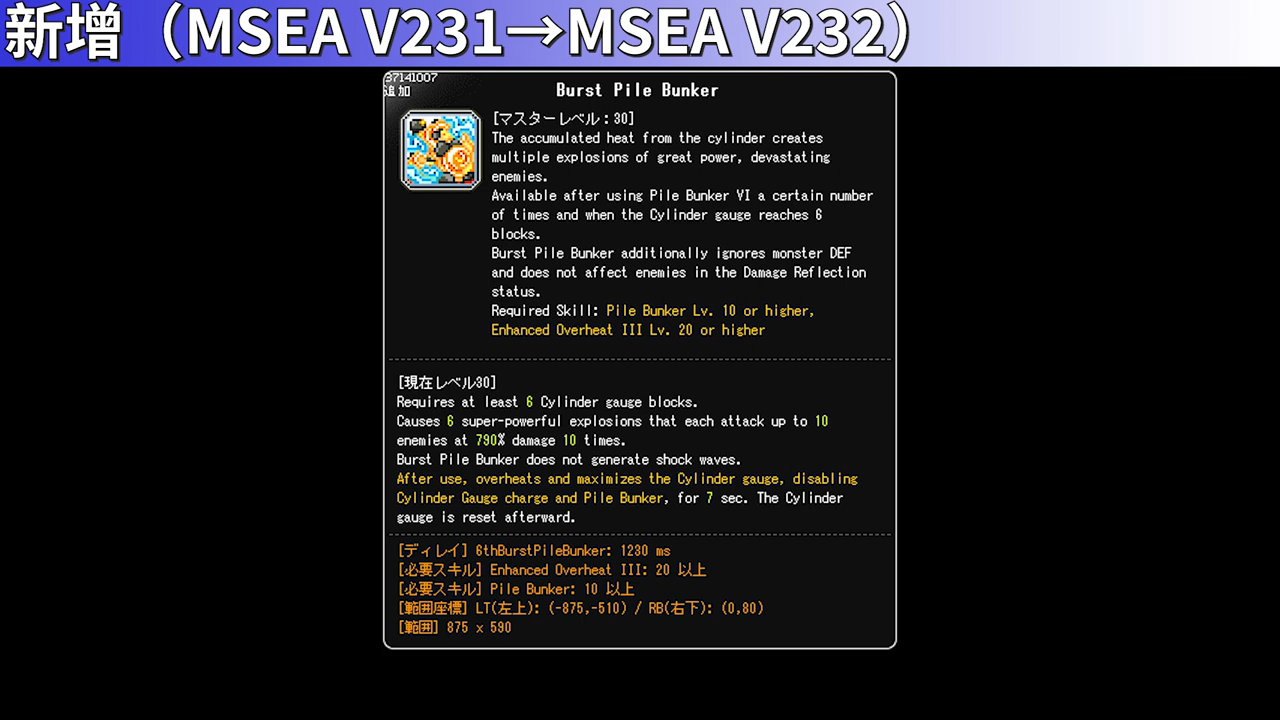 新增（MSEA V231→MSEA V232）
37141007
追加
Burst Pile Bunker
[マスターレベル：30]
The accumulated heat from the cylinder creates
multiple explosions of great power, devastating
enemies.
Available after using Pile Bunker VI a certain number
of times and when the Cylinder gauge reaches 6
blocks.
Burst Pile Bunker additionally ignores monster DEF
and does not affect enemies in the Damage Reflection
status.
Required Skill: Pile Bunker Lv. 10 or higher,
Enhanced Overheat III Lv. 20 or higher
[現在レベル30]
Requires at least 6 Cylinder gauge blocks.
Causes 6 super-powerful explosions that each attack up to 10
enemies at 790% damage 10 times.
Burst Pile Bunker does not generate shock waves.
After use, overheats and maximizes the Cylinder gauge, disabling
Cylinder Gauge charge and Pile Bunker, for 7 sec. The Cylinder
gauge is reset afterward.
[ディレイ] 6thBurstPileBunker: 1230 ms
[必要スキル] Enhanced Overheat III: 20 以上
[必要スキル] Pile Bunker: 10 以上
[範囲座標] LT(左上): (-875,-510) / RB(右下): (0,80)
[範囲] 875 x 590